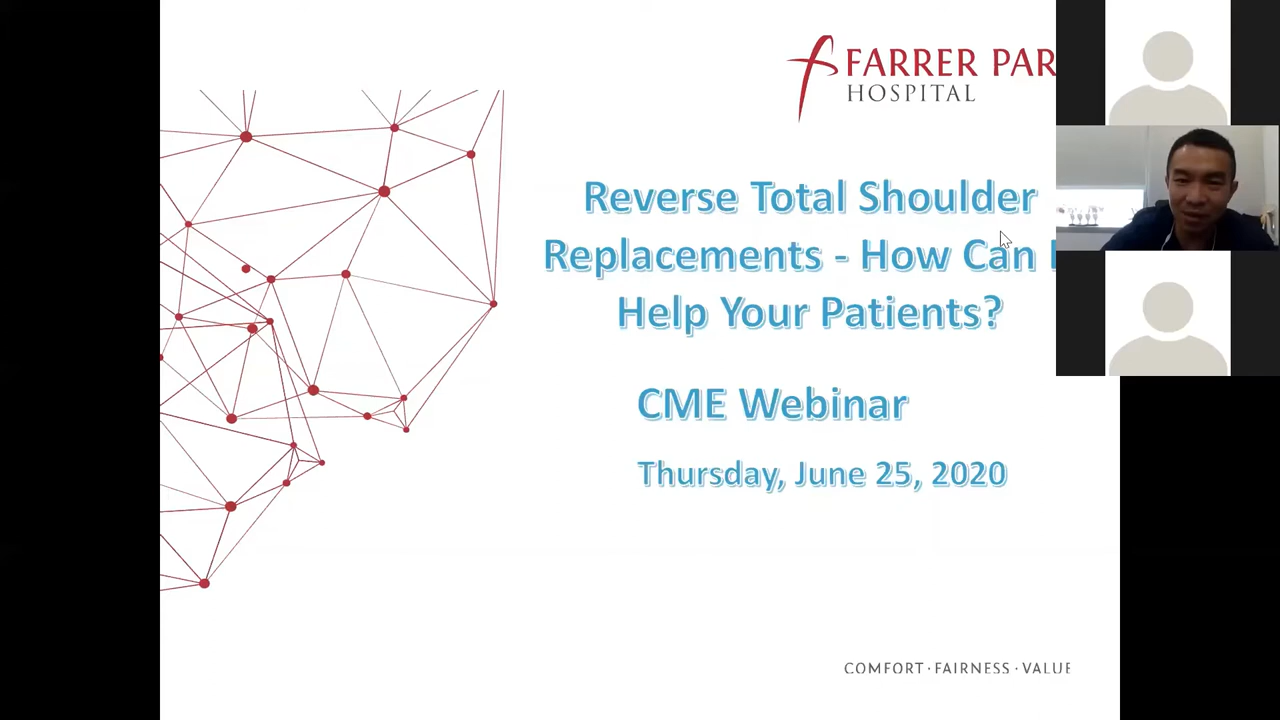 FARRER PAR
HOSPITAL
Reverse Total Shoulder
Replacements - How Can
Help Your Patients?
CME Webinar
Thursday, June 25, 2020
COMFORT·FAIRNESS·VALUE